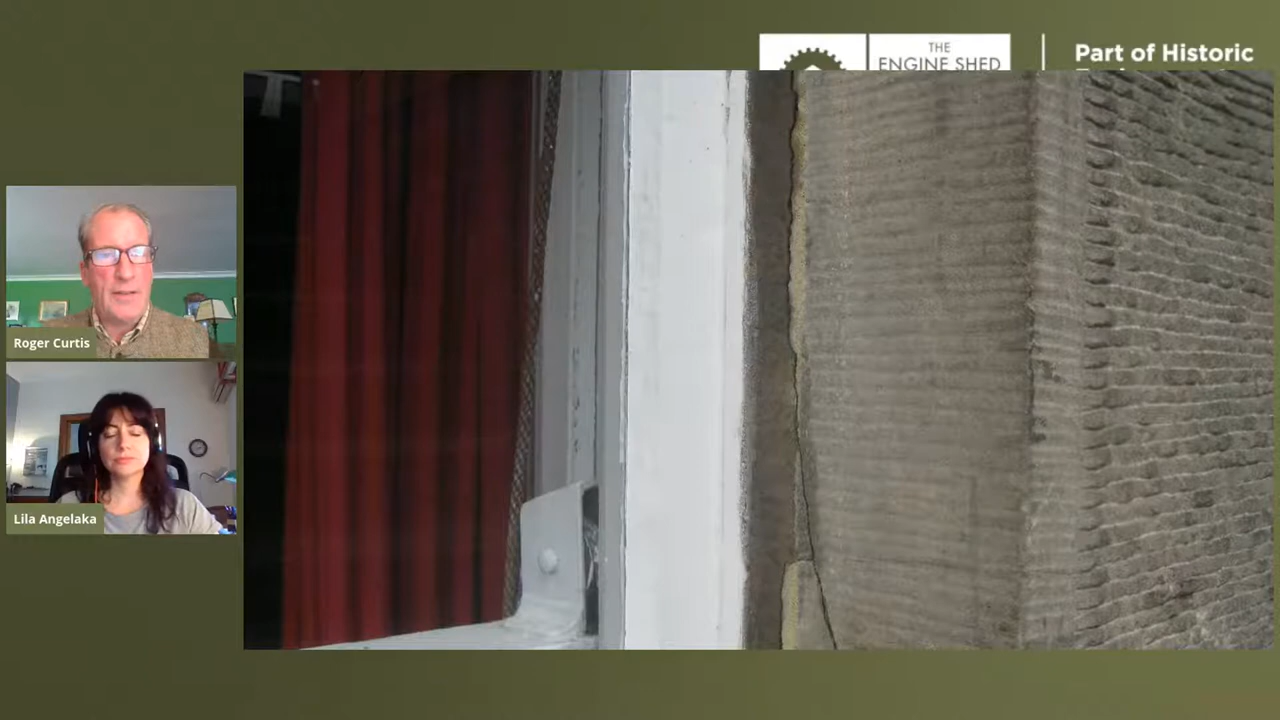 THE
ENGINE SHED
Part of Historic
Roger Curtis
Lila Angelaka